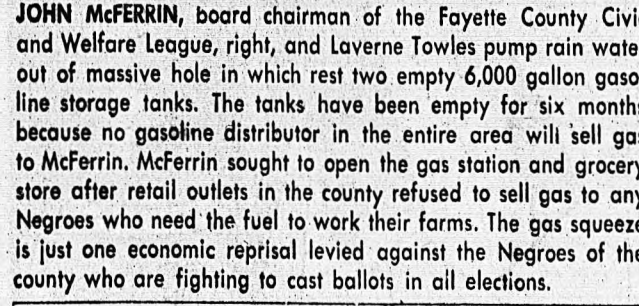 JOHN McFERRIN, board chairman of the Fayette County Civi
and Welfare League, right, and Laverne Towles pump rain wate
out of massive hole in which rest two empty 6,000 gallon gaso
line storage tanks. The tanks have been empty for six month
because no gasoline distributor in the entire area will sell ga
to McFerrin. McFerrin sought to open the gas station and grocery
store after retail outlets in the county refused to sell gas to any
Negroes who need the fuel to work their farms. The gas squeeze
is just one economic reprisal levied against the Negroes of the
county who are fighting to cast ballots in all elections.